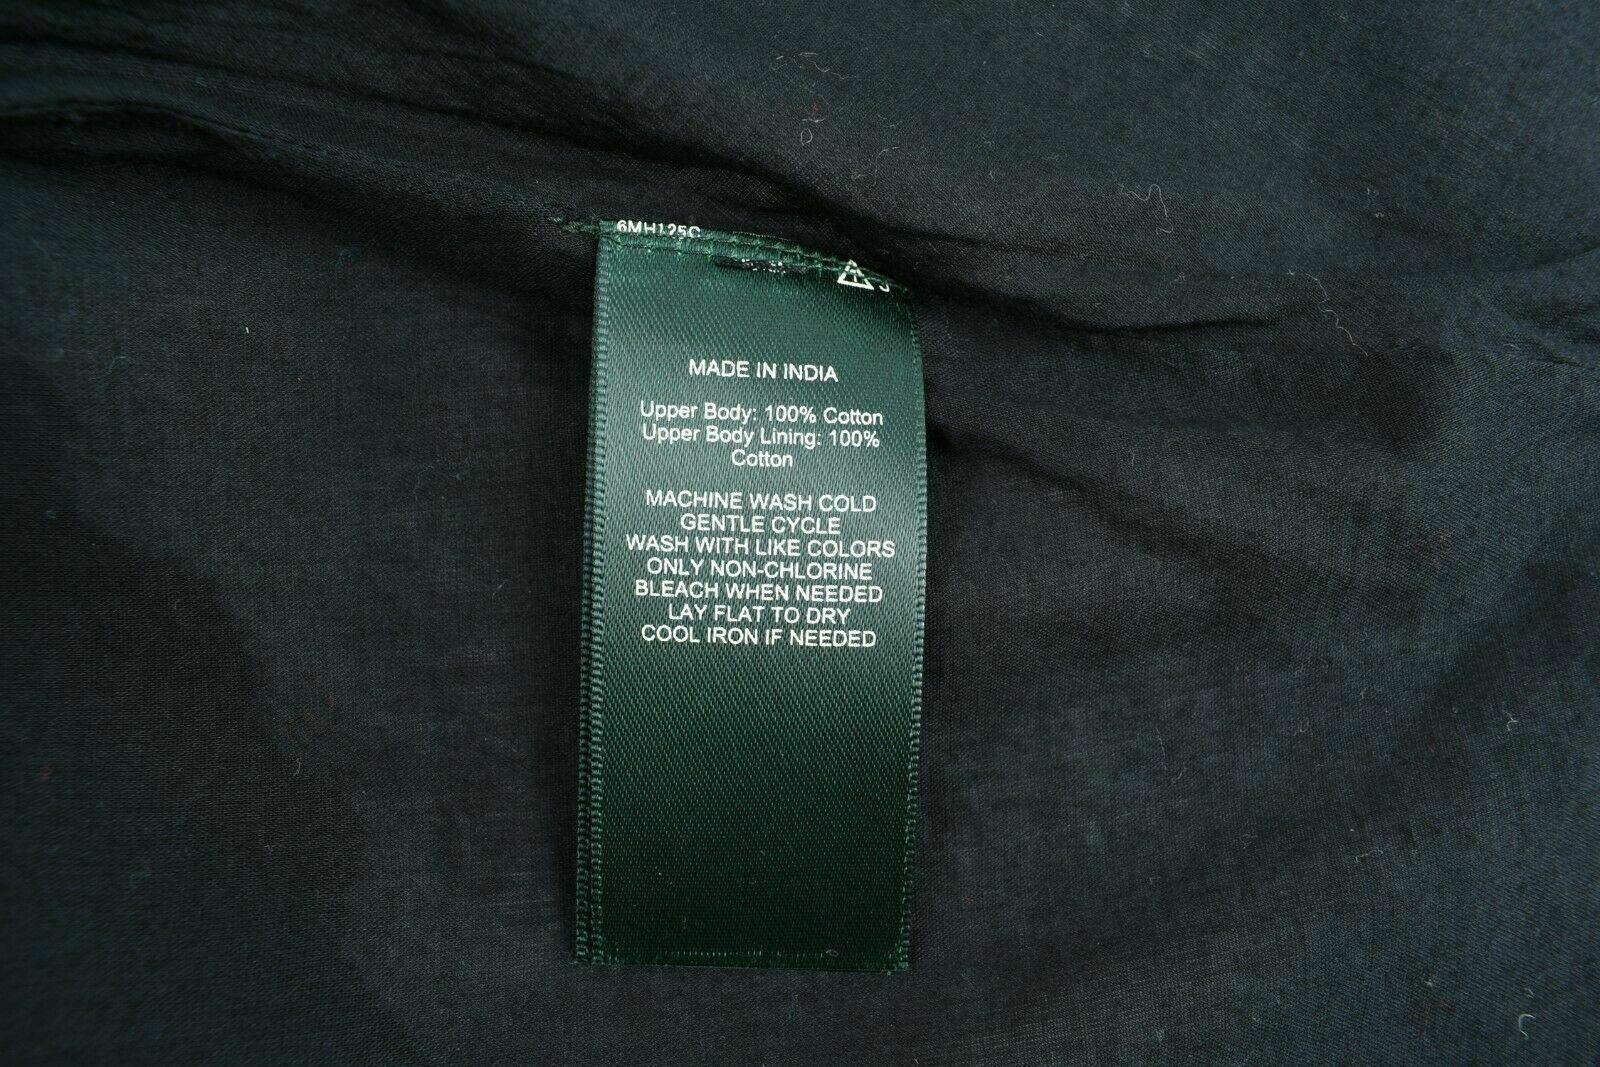 6MH125C
MADE IN INDIA
Upper Body: 100% Cotton
Upper Body Lining: 100%
Cotton
MACHINE WASH COLD
GENTLE CYCLE
WASH WITH LIKE COLORS
ONLY NON-CHLORINE
BLEACH WHEN NEEDED
LAY FLAT TO DRY
COOL IRON IF NEEDED